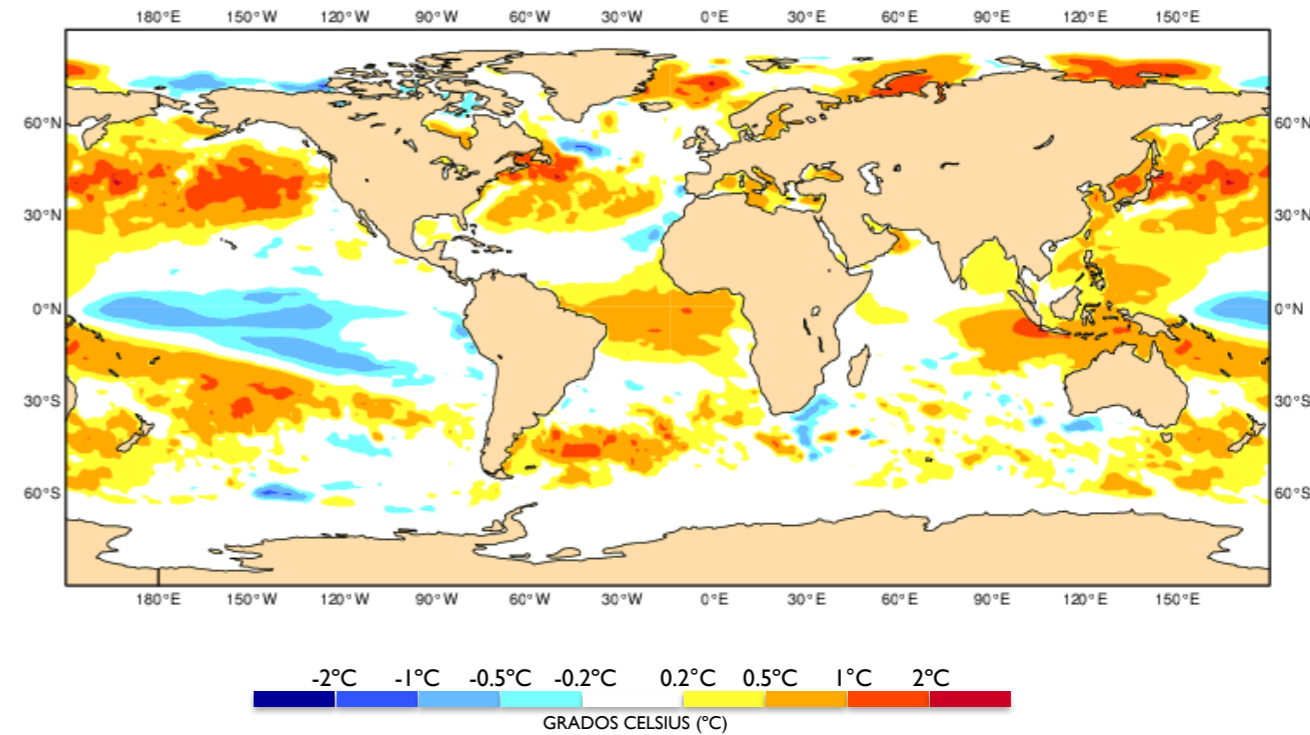 180°E 150°W 120°W 90°W 60°W 30°W 0°E 30°E 60°E 90°E 120°E 150°E
60°N 60°N
30°N 30°N
0°N 0°N
30°S 30°S
60°S 60°S
180°E 150°W 120°W 90°W 60°W 30°W 0°E 30°E 60°E 90°E 120°E 150°E
-2°C -1°C -0.5°C -0.2°C 0.2°C 0.5°C 1°C 2°C
GRADOS CELSIUS (°C)